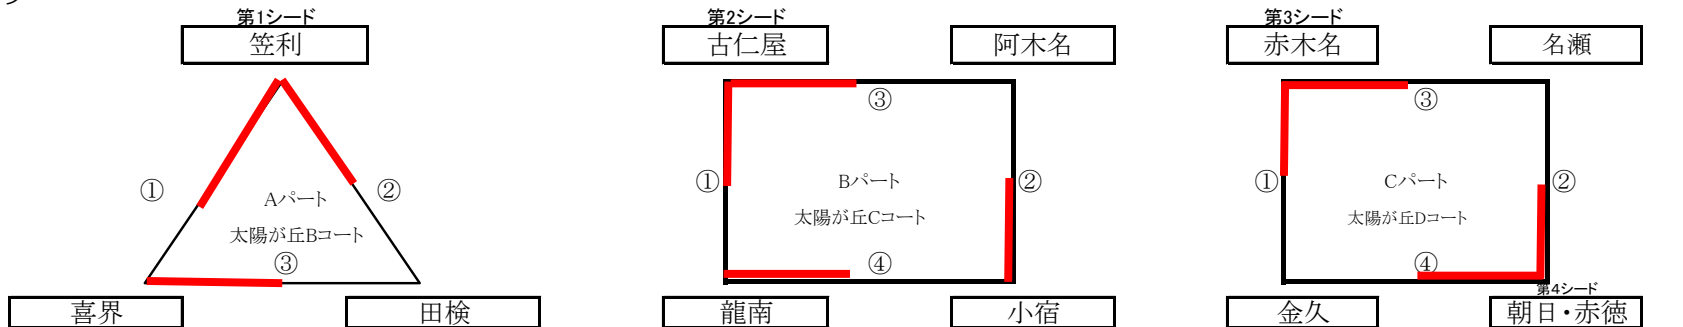 第1シード
笠利
①
②
Aパート
太陽が丘Bコート
③
喜界
田検
第2シード
古仁屋
阿木名
③
①
②
Bパート
太陽が丘Cコート
④
龍南
小宿
第3シード
赤木名
名瀬
③
①
②
Cパート
太陽が丘Dコート
④
第4シード
金久
朝日・赤徳